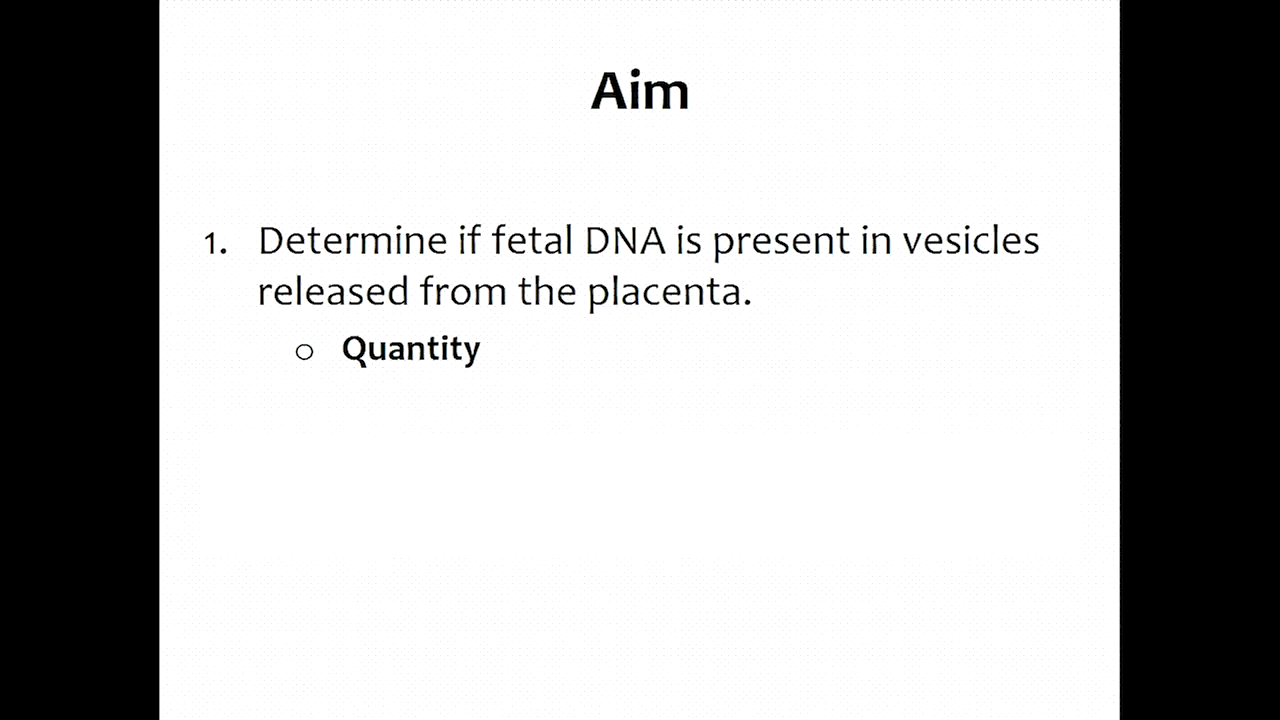 Aim
1. Determine if fetal DNA is present in vesicles
released from the placenta.
o Quantity